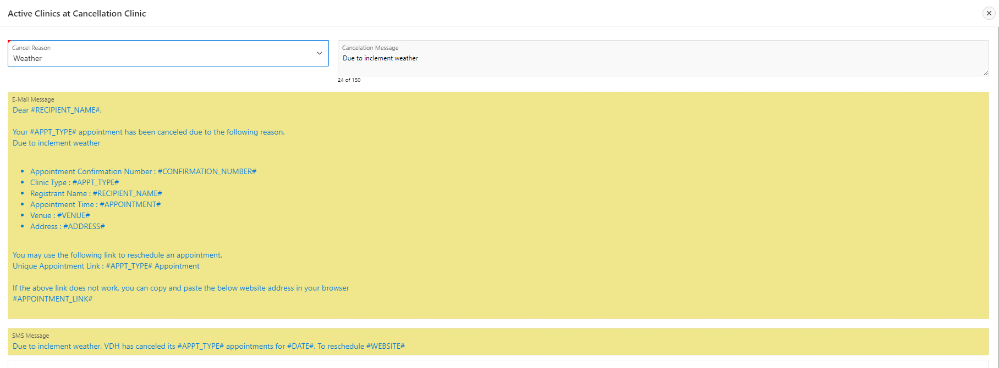 Active Clinics at Cancellation Clinic
Cancel Reason
Weather
Cancelation Message
Due to inclement weather
24 of 150
E-Mail Message
Dear #RECIPIENT_NAME#,
Your #APPT_TYPE# appointment has been canceled due to the following reason.
Due to inclement weather
• Appointment Confirmation Number : #CONFIRMATION_NUMBER#
• Clinic Type : #APPT_TYPE#
• Registrant Name : #RECIPIENT_NAME#
• Appointment Time : #APPOINTMENT#
• Venue : #VENUE#
• Address : #ADDRESS#
You may use the following link to reschedule an appointment.
Unique Appointment Link : #APPT_TYPE# Appointment
If the above link does not work, you can copy and paste the below website address in your browser
#APPOINTMENT_LINK#
SMS Message
Due to inclement weather, VDH has canceled its #APPT_TYPE# appointments for #DATE#. To reschedule #WEBSITE#